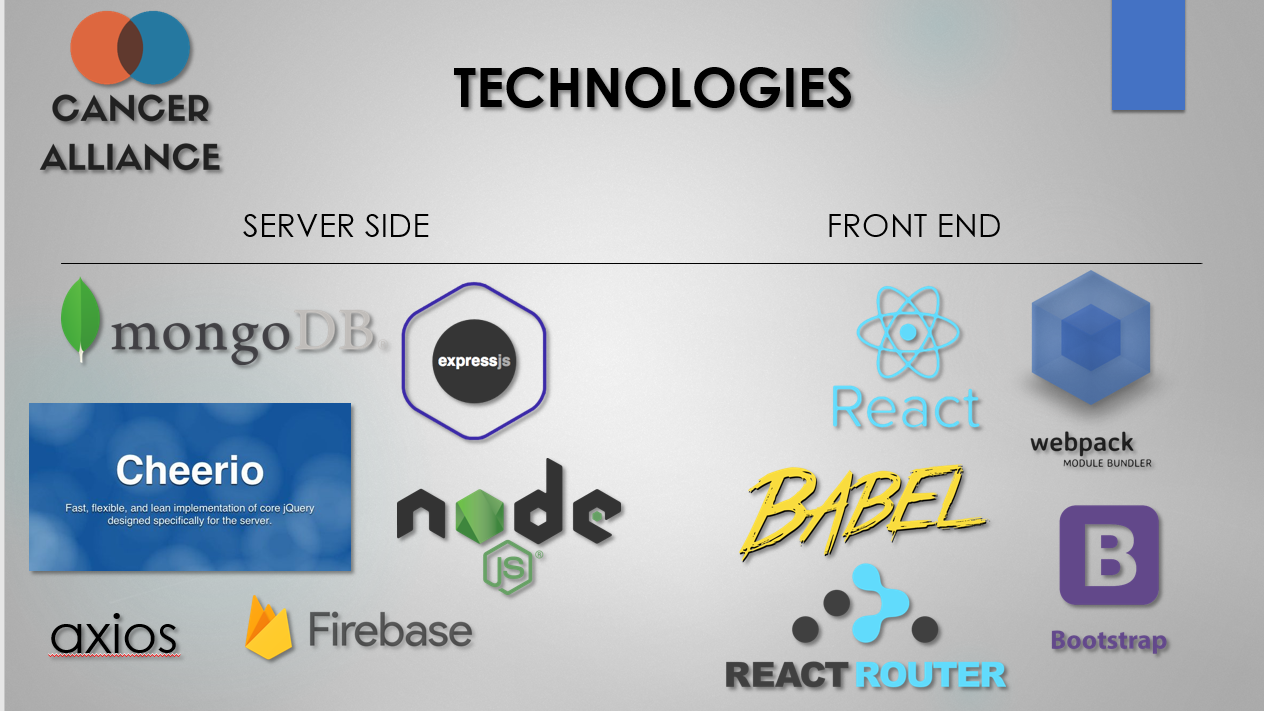 CANCER
ALLIANCE
TECHNOLOGIES
SERVER SIDE
FRONT END
mongoDB®
expressjs
Cheerio
Fast, flexible, and lean implementation of core jQuery
designed specifically for the server.
node
JS®
axios
Firebase
React
webpack
MODULE BUNDLER
BABEL
B
Bootstrap
REACT ROUTER